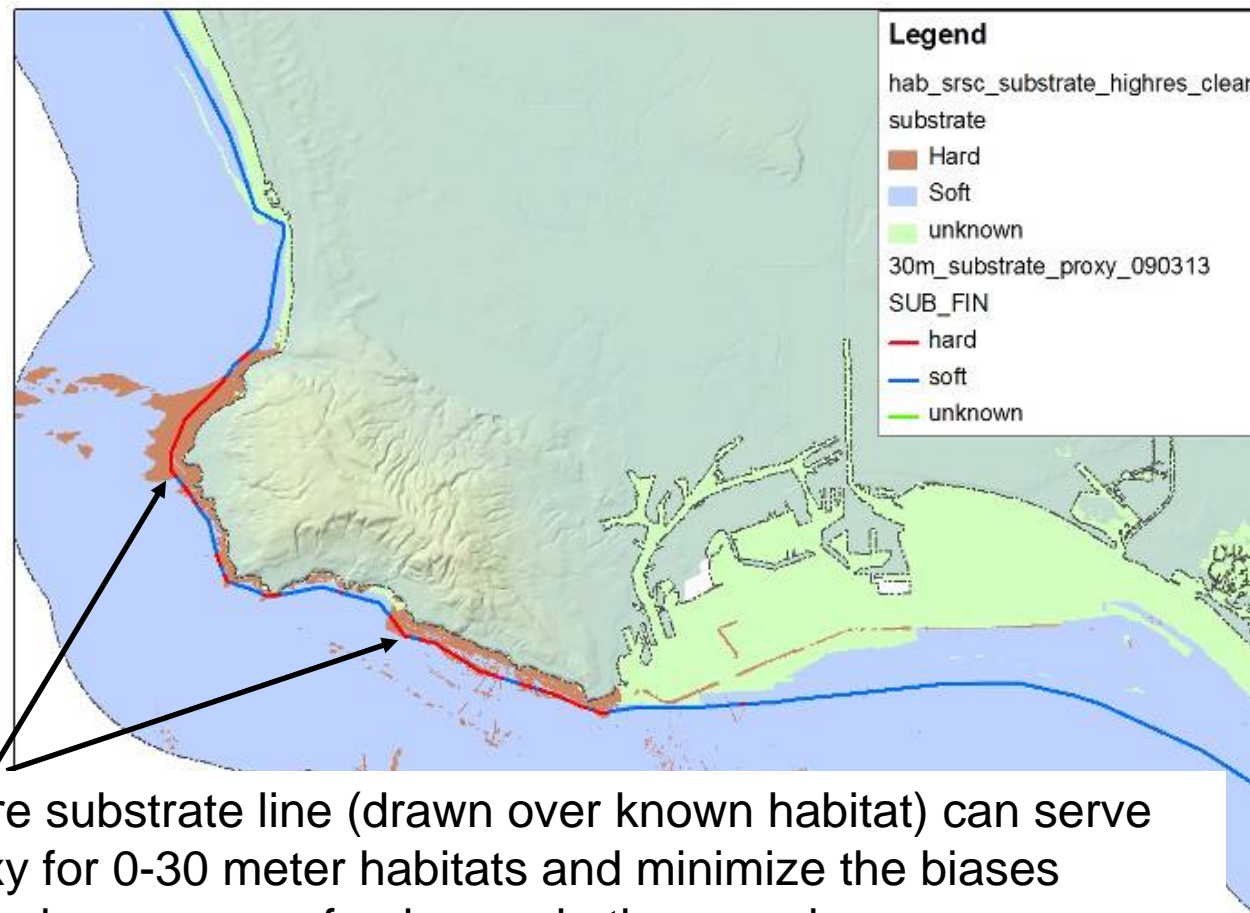 Legend
hab_srsc_substrate_highres_clear
substrate
Hard
Soft
unknown
30m_substrate_proxy_090313
SUB_FIN
hard
soft
unknown
re substrate line (drawn over known habitat) can serve
xy for 0-30 meter habitats and minimize the biases